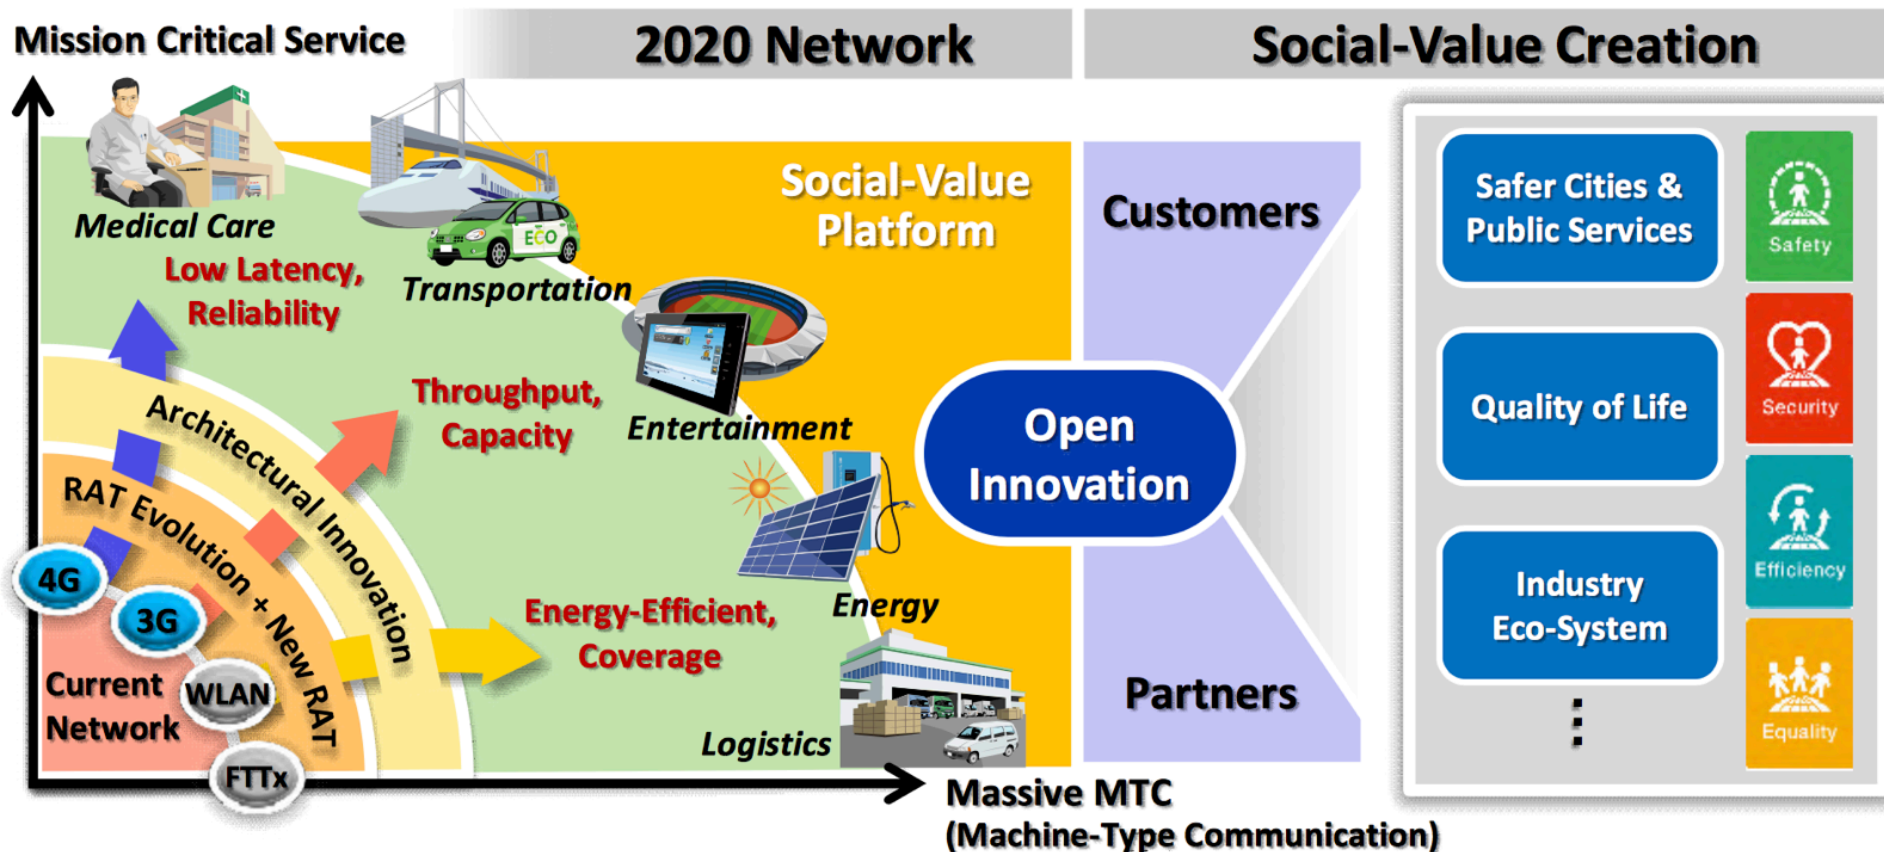 Mission Critical Service
2020 Network
Social-Value Creation
Medical Care
Low Latency,
Reliability
Transportation
ECO
Social-Value
Platform
Throughput,
Capacity
Entertainment
Architectural Innovation
RAT Evolution + New RAT
4G
3G
WLAN
FTTx
Current
Network
Energy-Efficient,
Coverage
Energy
Logistics
Massive MTC
(Machine-Type Communication)
Customers
Open
Innovation
Partners
Safer Cities &
Public Services
Quality of Life
Industry
Eco-System
⋮
Safety
Security
Efficiency
Equality